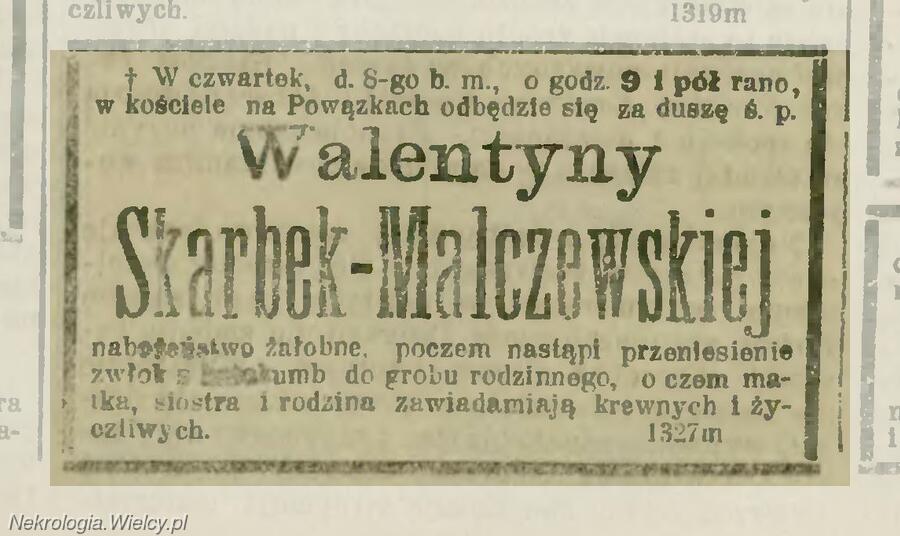 czliwych. 1319m
† W czwartek, d. 8-go b. m., o godz. 9 i pół rano,
w kościele na Powązkach odbędzie się za duszę ś. p.
Walentyny
Skarbek-Malczewskiej
nabożeństwo żałobne, poczem nastąpi przeniesienie
zwłok z katakumb do grobu rodzinnego, o czem ma-
tka, siostra i rodzina zawiadamiają krewnych i ży-
czliwych. 1327m
Nekrologia.Wielcy.pl